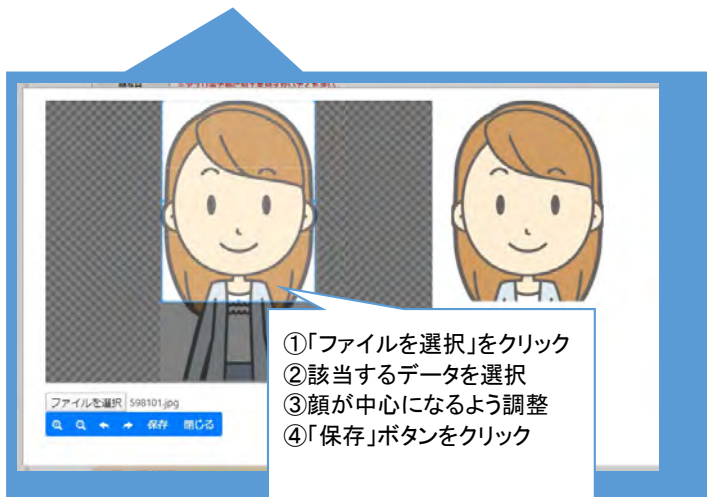 ①「ファイルを選択」をクリック
②該当するデータを選択
③顔が中心になるよう調整
④「保存」ボタンをクリック
ファイルを選択 598101.jpg
保存 閉じる